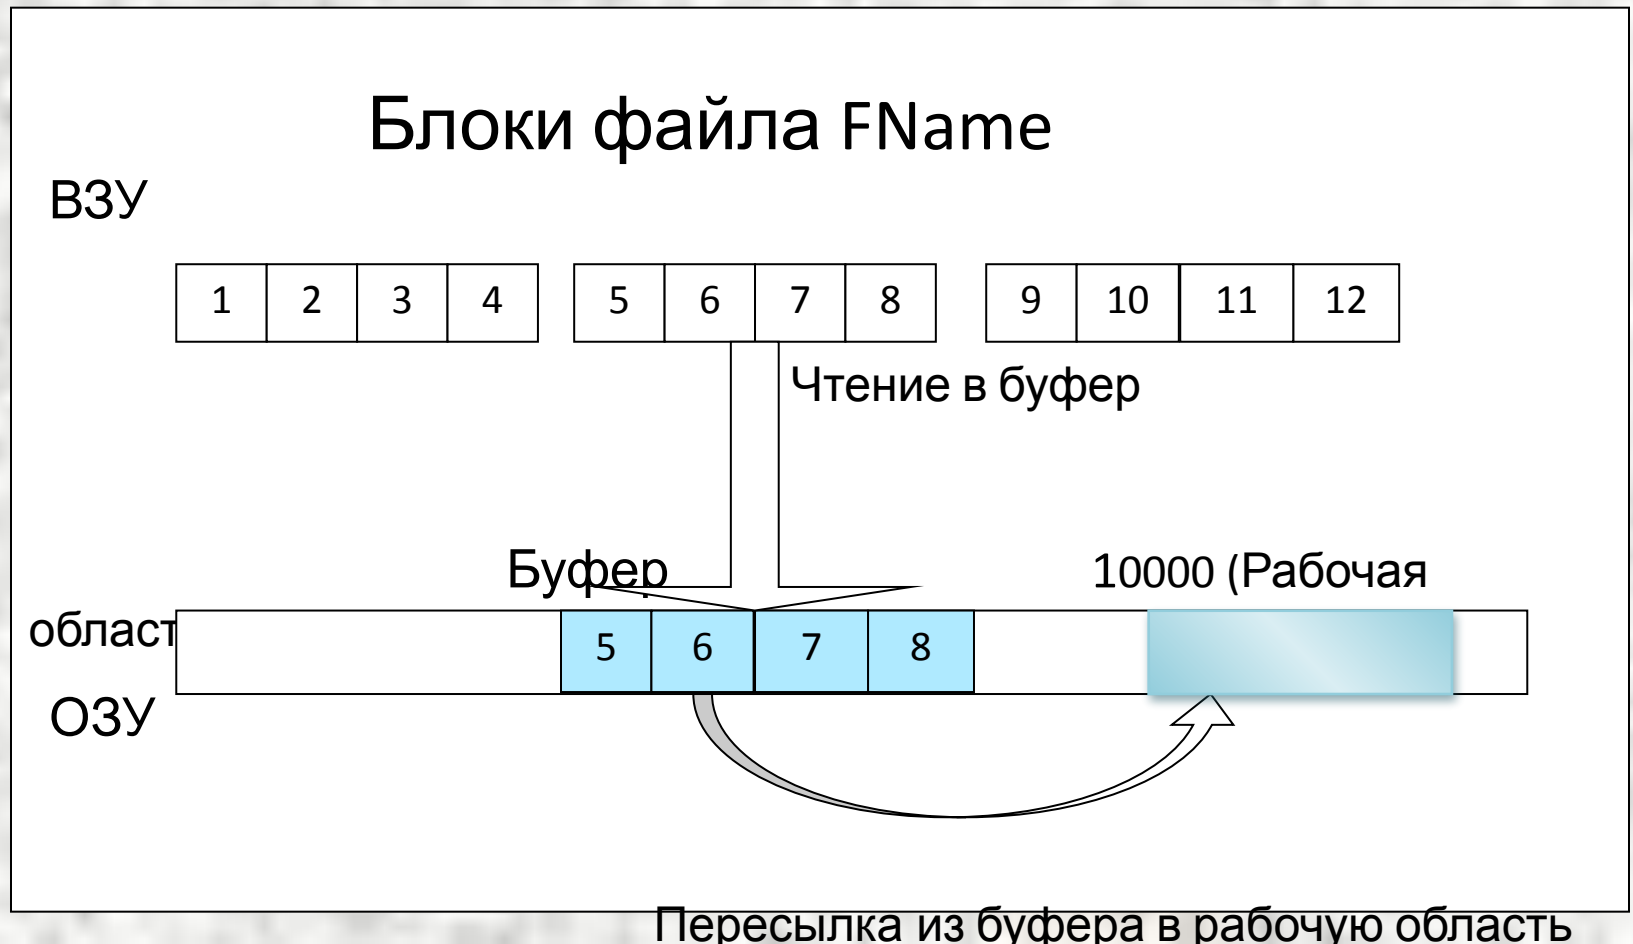 Блоки файла FName
ВЗУ
1 2 3 4 5 6 7 8 9 10 11 12
Чтение в буфер
Буфер 10000 (Рабочая
област
5 6 7 8
ОЗУ
Пересылка из буфера в рабочую область